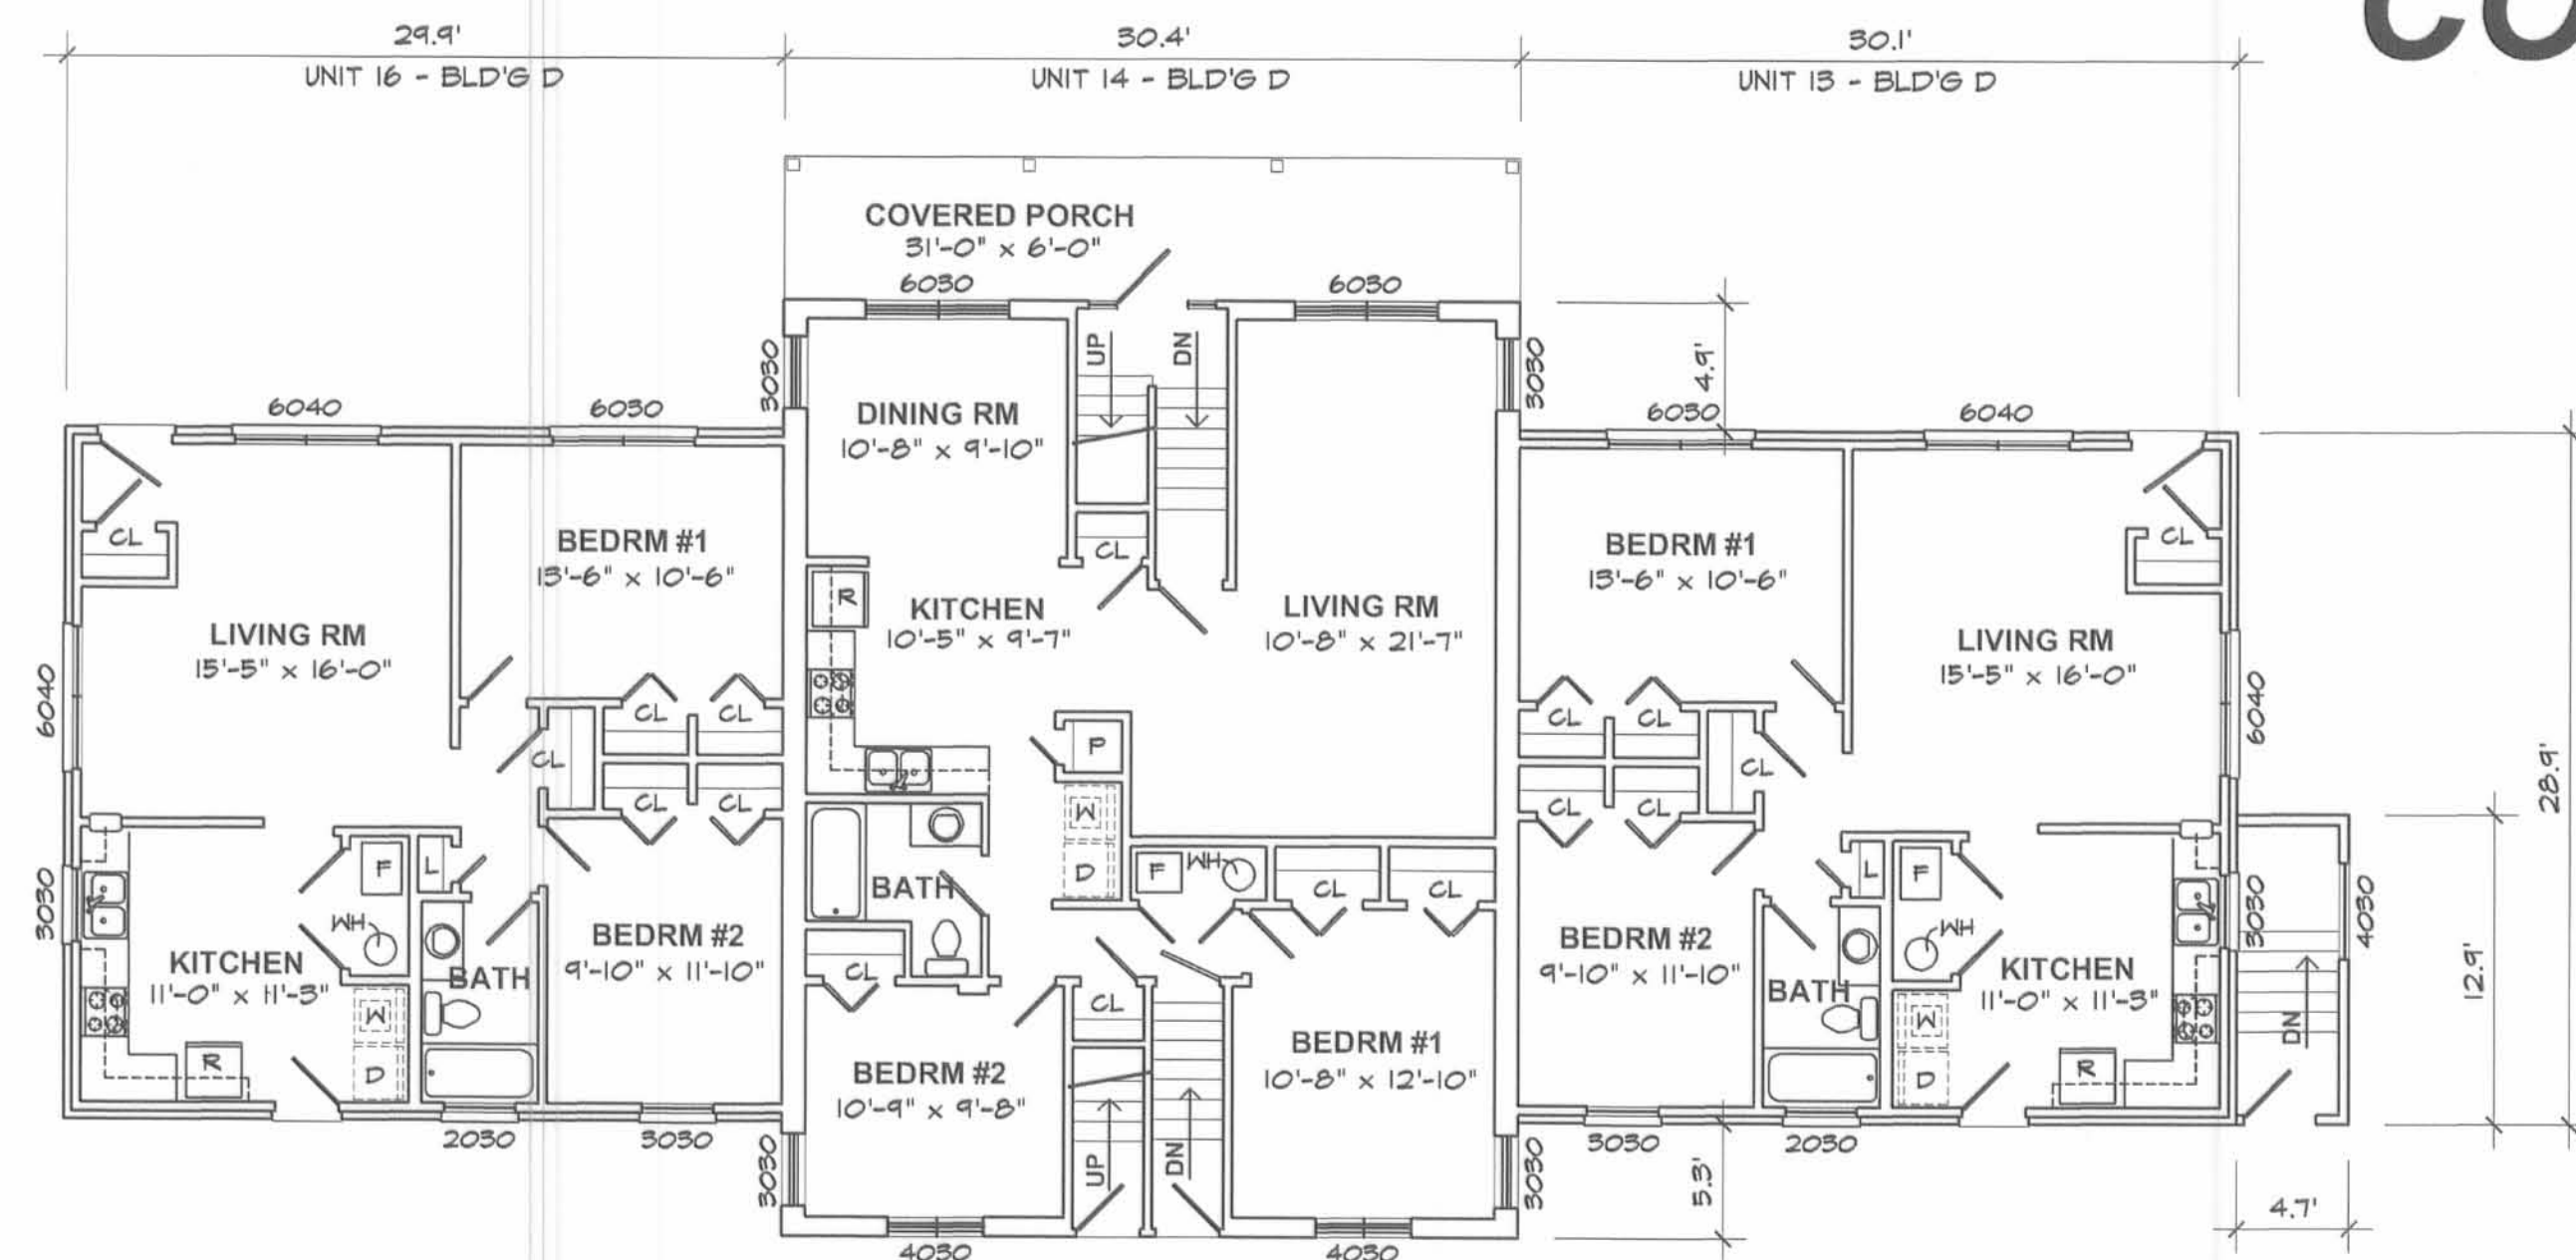 29.9'
UNIT 16 - BLD'G D
30.4'
UNIT 14 - BLD'G D
30.1'
UNIT 13 - BLD'G D
CO
COVERED PORCH
31'-0" x 6'-0"
6030
6030
3030
UP
DN
3030
4.9'
6040
6030
6030
6040
DINING RM
10'-8" x 9'-10"
CL
BEDRM #1
13'-6" x 10'-6"
CL
R
KITCHEN
10'-5" x 9'-7"
LIVING RM
10'-8" x 21'-7"
BEDRM #1
13'-6" x 10'-6"
CL
LIVING RM
15'-5" x 16'-0"
LIVING RM
15'-5" x 16'-0"
6040
6040
CL
CL
CL
CL
CL
CL
CL
CL
CL
CL
P
W
D
28.9'
3030
F
L
WH
KITCHEN
11'-0" x 11'-3"
W
D
R
BATH
BEDRM #2
9'-10" x 11'-10"
BATH
CL
F
WH
CL
CL
BEDRM #2
9'-10" x 11'-10"
L
F
WH
BATH
KITCHEN
11'-0" x 11'-3"
W
D
R
3030
4030
DN
12.9'
CL
BEDRM #2
10'-9" x 9'-8"
BEDRM #1
10'-8" x 12'-10"
UP
DN
2030
3030
3030
3030
3030
2030
5.3'
4.7'
4030
4030